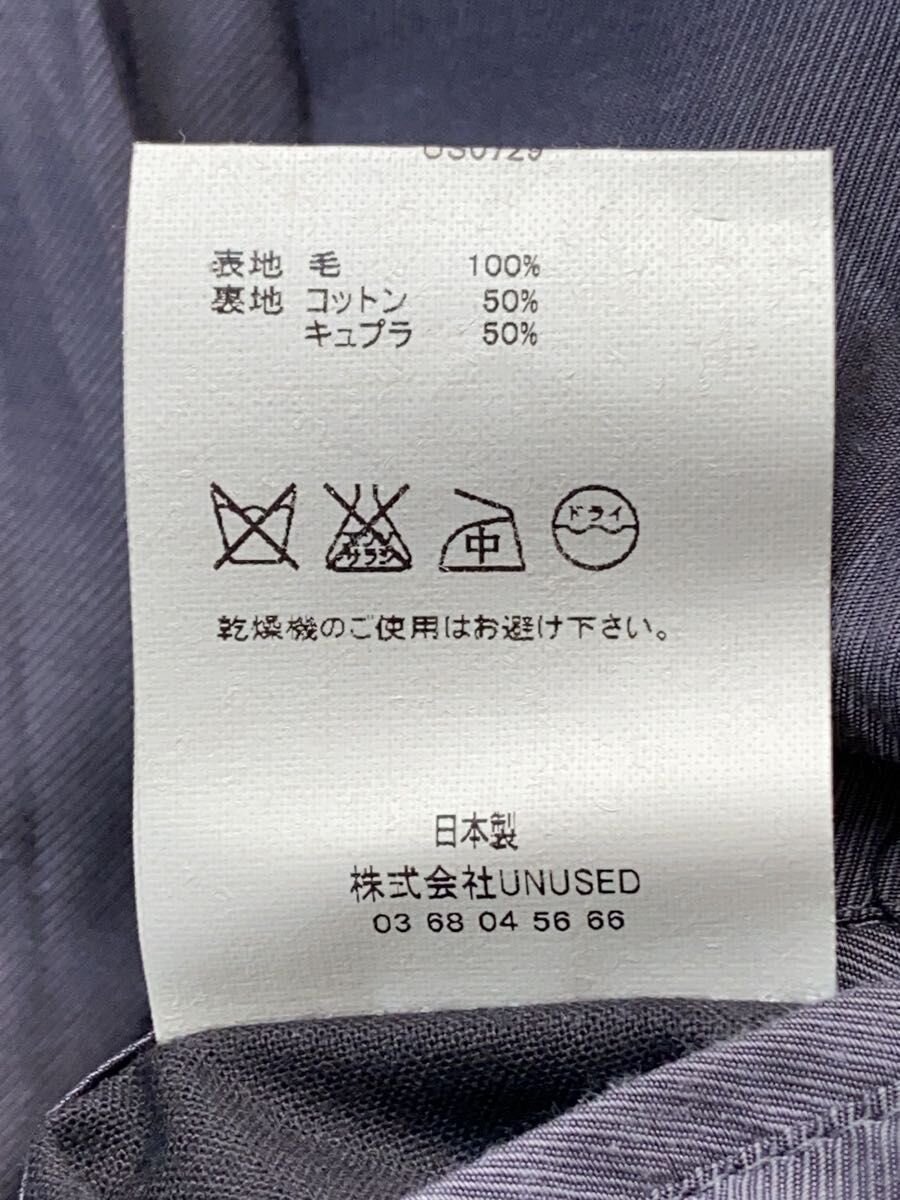 US0729
表地 毛 100%
裏地 コットン 50%
キュプラ 50%
中 ドライ
乾燥機のご使用はお避け下さい。
日本製
株式会社UNUSED
03 68 04 56 66